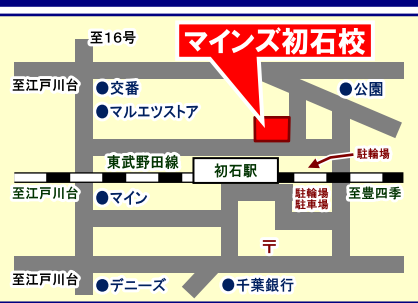 至16号
マインズ初石校
至江戸川台
●交番
●公園
●マルエツストア
駐輪場
東武野田線
初石駅
至江戸川台
駐輪場
駐車場
至豊四季
●マイン
〒
至江戸川台
●デニーズ
●千葉銀行